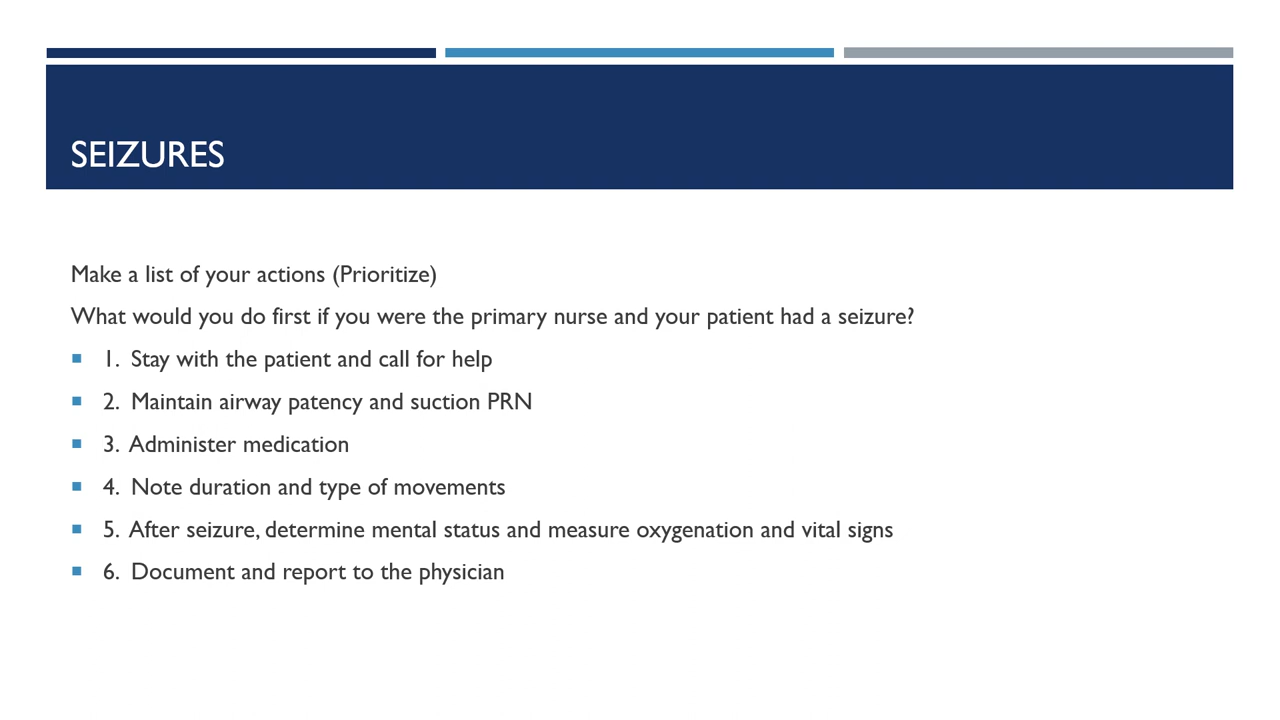 SEIZURES
Make a list of your actions (Prioritize)
What would you do first if you were the primary nurse and your patient had a seizure?
1. Stay with the patient and call for help
2. Maintain airway patency and suction PRN
3. Administer medication
4. Note duration and type of movements
5. After seizure, determine mental status and measure oxygenation and vital signs
6. Document and report to the physician